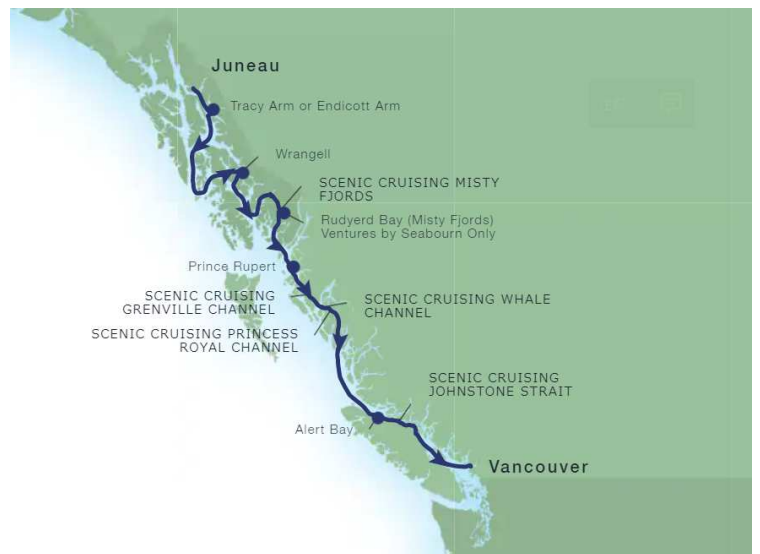 Juneau
Tracy Arm or Endicott Arm
Wrangell
SCENIC CRUISING MISTY
FJORDS
Rudyerd Bay (Misty Fjords)
Ventures by Seabourn Only
Prince Rupert
SCENIC CRUISING
GRENVILLE CHANNEL
SCENIC CRUISING WHALE
CHANNEL
SCENIC CRUISING PRINCESS
ROYAL CHANNEL
SCENIC CRUISING
JOHNSTONE STRAIT
Alert Bay
Vancouver